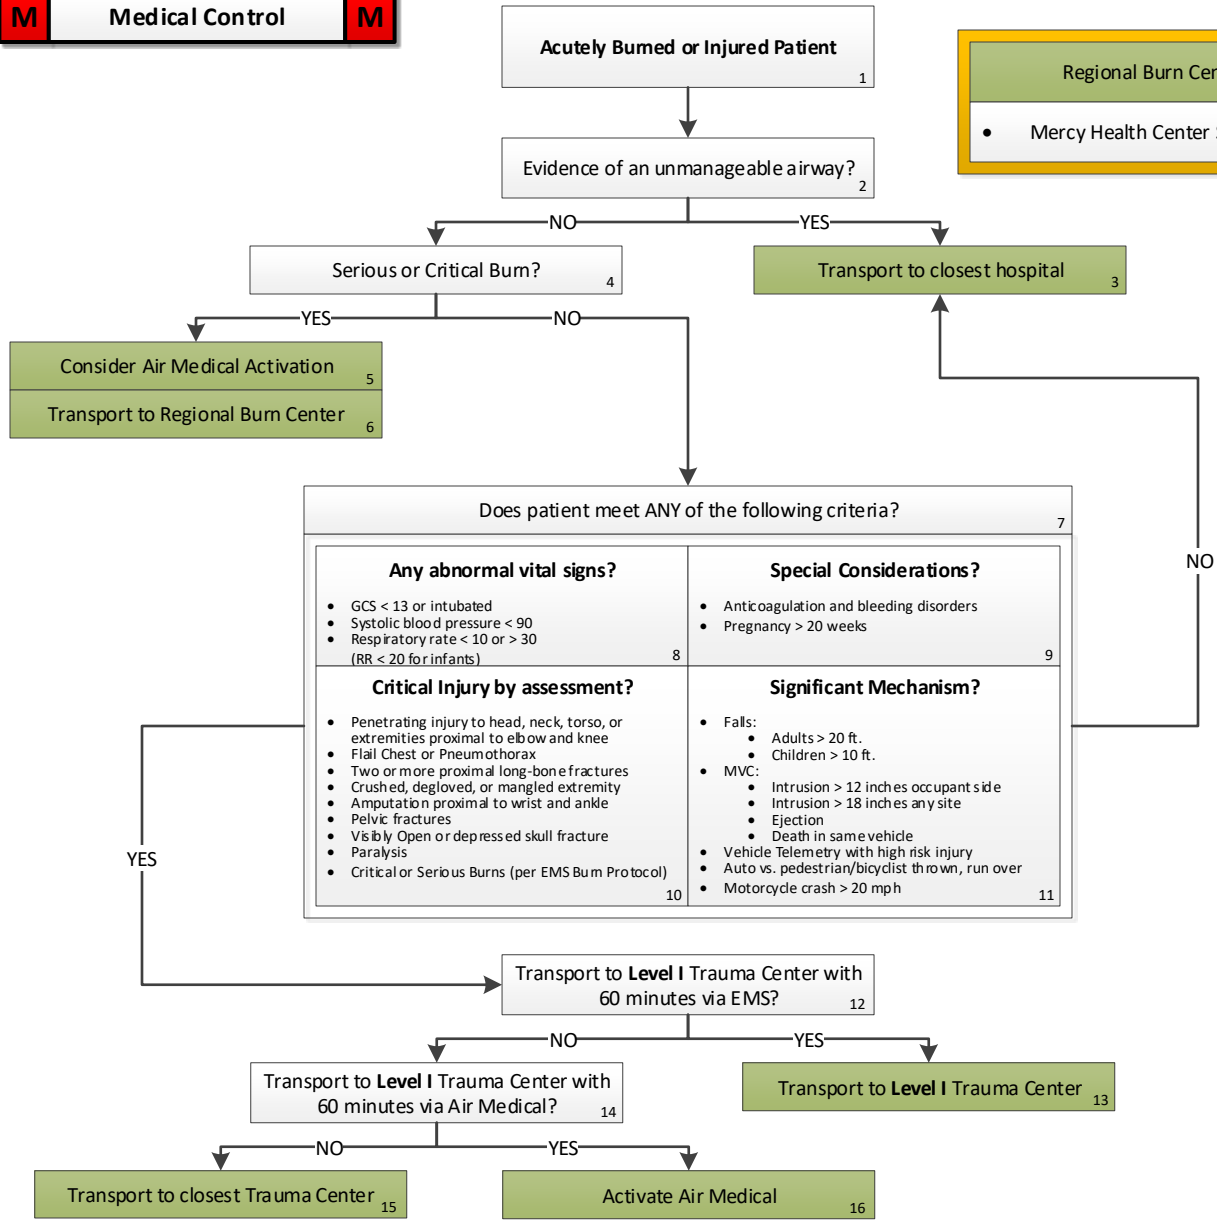 M Medical Control M
Acutely Burned or Injured Patient
1
Regional Burn
Mercy Health Center
Evidence of an unmanageable airway?
2
NO
YES
Serious or Critical Burn?
4
Transport to closest hospital
3
YES
NO
Consider Air Medical Activation
5
Transport to Regional Burn Center
6
Does patient meet ANY of the following criteria?
7
Any abnormal vital signs?
• GCS < 13 or intubated
• Systolic blood pressure < 90
• Respiratory rate < 10 or > 30
(RR < 20 for infants)
8
Special Considerations?
• Anticoagulation and bleeding disorders
• Pregnancy > 20 weeks
9
NO
Critical Injury by assessment?
• Penetrating injury to head, neck, torso, or
extremities proximal to elbow and knee
• Flail Chest or Pneumothorax
• Two or more proximal long-bone fractures
• Crushed, degloved, or mangled extremity
• Amputation proximal to wrist and ankle
• Pelvic fractures
• Visibly Open or depressed skull fracture
• Paralysis
• Critical or Serious Burns (per EMS Burn Protocol)
10
Significant Mechanism?
• Falls:
• Adults > 20 ft.
• Children > 10 ft.
• MVC:
• Intrusion > 12 inches occupant side
• Intrusion > 18 inches any site
• Ejection
• Death in same vehicle
• Vehicle Telemetry with high risk injury
• Auto vs. pedestrian/bicyclist thrown, run over
• Motorcycle crash > 20 mph
11
YES
Transport to Level I Trauma Center with
60 minutes via EMS?
12
NO
YES
Transport to Level I Trauma Center with
60 minutes via Air Medical?
14
Transport to Level I Trauma Center
13
NO
YES
Transport to closest Trauma Center
15
Activate Air Medical
16